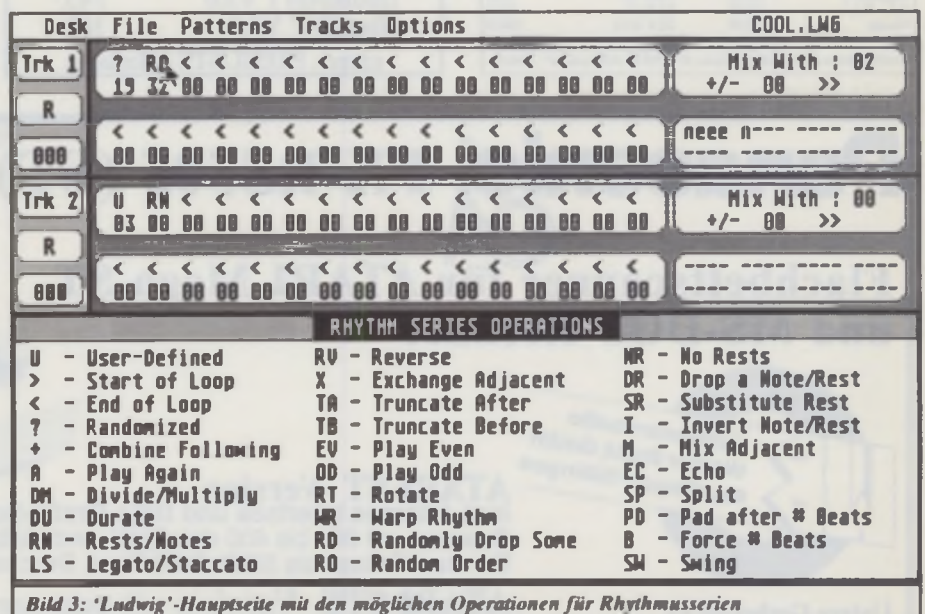 Desk File Patterns Tracks Options COOL.LWG
Trk 1 ? RD < < < < < < < < < < < < < < Mix With : 02
19 32 00 00 00 00 00 00 00 00 00 00 00 00 00 00 +/- 00 >>
R
< < < < < < < < < < < < < < < < neee n--- ---- ----
000 00 00 00 00 00 00 00 00 00 00 00 00 00 00 00 00 ---- ---- ---- ----
Trk 2 U RN < < < < < < < < < < < < < < Mix With : 00
03 00 00 00 00 00 00 00 00 00 00 00 00 00 00 00 +/- 00 >>
R
< < < < < < < < < < < < < < < < ---- ---- ---- ----
000 00 00 00 00 00 00 00 00 00 00 00 00 00 00 00 00 ---- ---- ---- ----
RHYTHM SERIES OPERATIONS
U - User-Defined RV - Reverse NR - No Rests
> - Start of Loop X - Exchange Adjacent DR - Drop a Note/Rest
< - End of Loop TA - Truncate After SR - Substitute Rest
? - Randomized TB - Truncate Before I - Invert Note/Rest
+ - Combine Following EV - Play Even M - Mix Adjacent
A - Play Again OD - Play Odd EC - Echo
DM - Divide/Multiply RT - Rotate SP - Split
DU - Durate WR - Warp Rhythm PD - Pad after # Beats
RN - Rests/Notes RD - Randomly Drop Some B - Force # Beats
LS - Legato/Staccato RO - Random Order SW - Swing
Bild 3: 'Ludwig'-Hauptseite mit den möglichen Operationen für Rhythmusserien